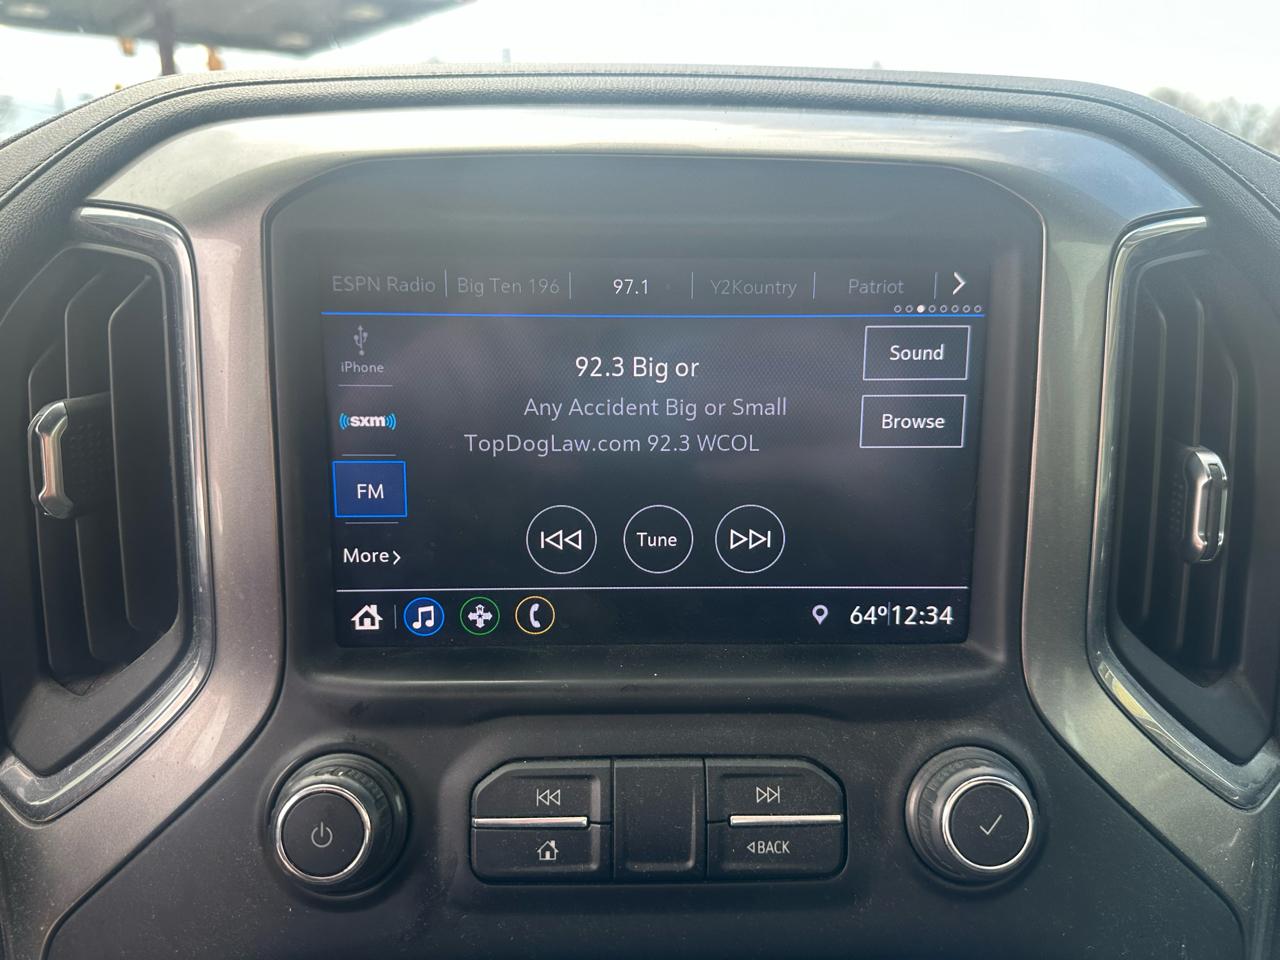 ESPN Radio Big Ten 196 97.1 Y2Kountry Patriot
iPhone
Sound
92.3 Big or
Any Accident Big or Small
Browse
((sxm))
TopDogLaw.com 92.3 WCOL
FM
Tune
More
64° 12:34
BACK